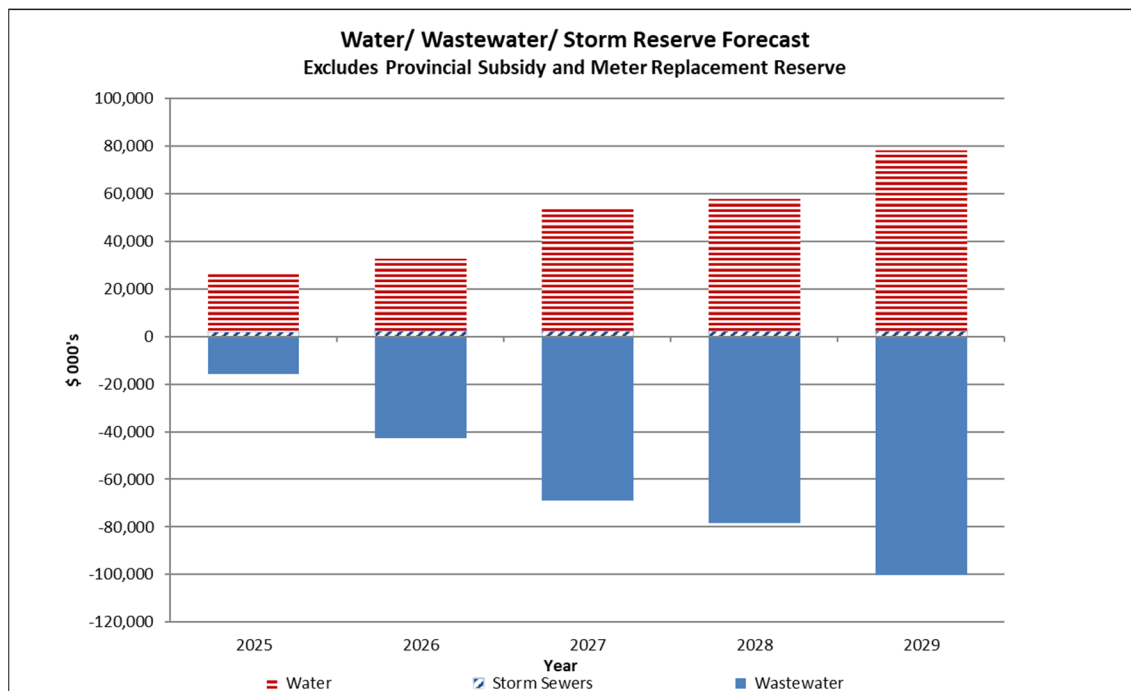 Water/ Wastewater/ Storm Reserve Forecast
Excludes Provincial Subsidy and Meter Replacement Reserve
100,000
80,000
60,000
40,000
20,000
0
-20,000
-40,000
-60,000
-80,000
-100,000
-120,000
$ 000's
2025 2026 2027 2028 2029
Year
Water Storm Sewers Wastewater